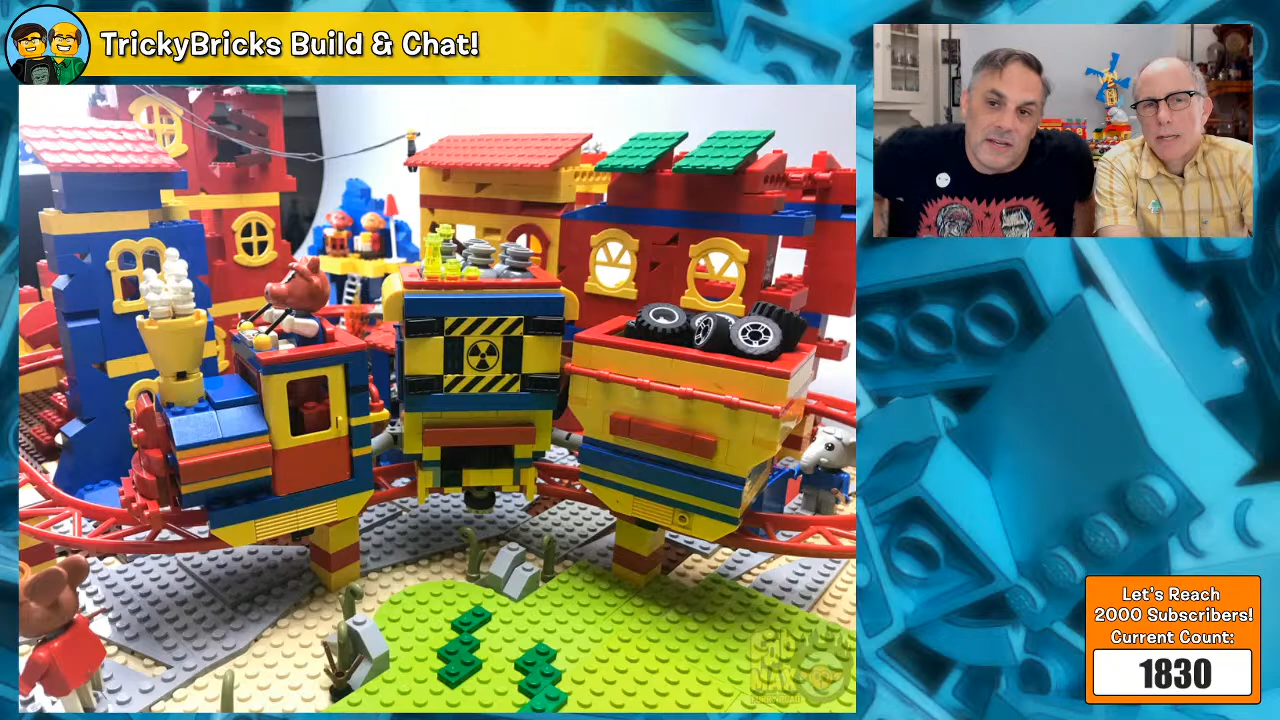 TrickyBricks Build & Chat!
Let's Reach
2000 Subscribers!
Current Count:
1830